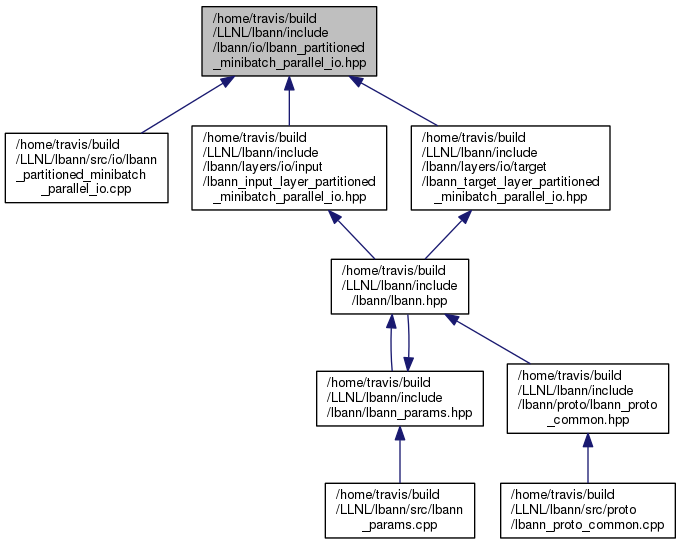 /home/travis/build
/LLNL/lbann/include
/lbann/io/lbann_partitioned
_minibatch_parallel_io.hpp
/home/travis/build
/LLNL/lbann/src/io/lbann
_partitioned_minibatch
_parallel_io.cpp
/home/travis/build
/LLNL/lbann/include
/lbann/layers/io/input
/lbann_input_layer_partitioned
_minibatch_parallel_io.hpp
/home/travis/build
/LLNL/lbann/include
/lbann/layers/io/target
/lbann_target_layer_partitioned
_minibatch_parallel_io.hpp
/home/travis/build
/LLNL/lbann/include
/lbann/lbann.hpp
/home/travis/build
/LLNL/lbann/include
/lbann/lbann_params.hpp
/home/travis/build
/LLNL/lbann/include
/lbann/proto/lbann_proto
_common.hpp
/home/travis/build
/LLNL/lbann/src/lbann
_params.cpp
/home/travis/build
/LLNL/lbann/src/proto
/lbann_proto_common.cpp